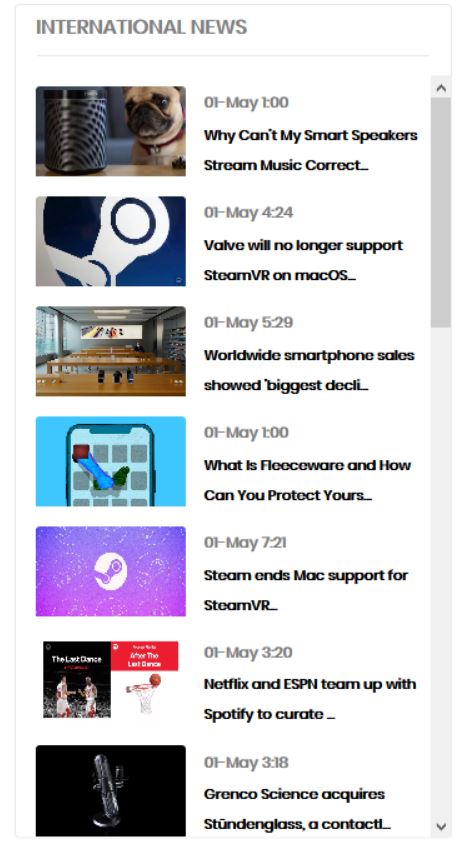 INTERNATIONAL NEWS
01-May 1:00
Why Can't My Smart Speakers
Stream Music Correct...
01-May 4:24
Valve will no longer support
SteamVR on macOS...
01-May 5:29
Worldwide smartphone sales
showed 'biggest decli...
01-May 1:00
What Is Fleeceware and How
Can You Protect Yours...
01-May 7:21
Steam ends Mac support for
SteamVR...
The Last Dance
After The
Last Dance
01-May 3:20
Netflix and ESPN team up with
Spotify to curate ...
01-May 3:18
Grenco Science acquires
Stündenglass, a contactl...